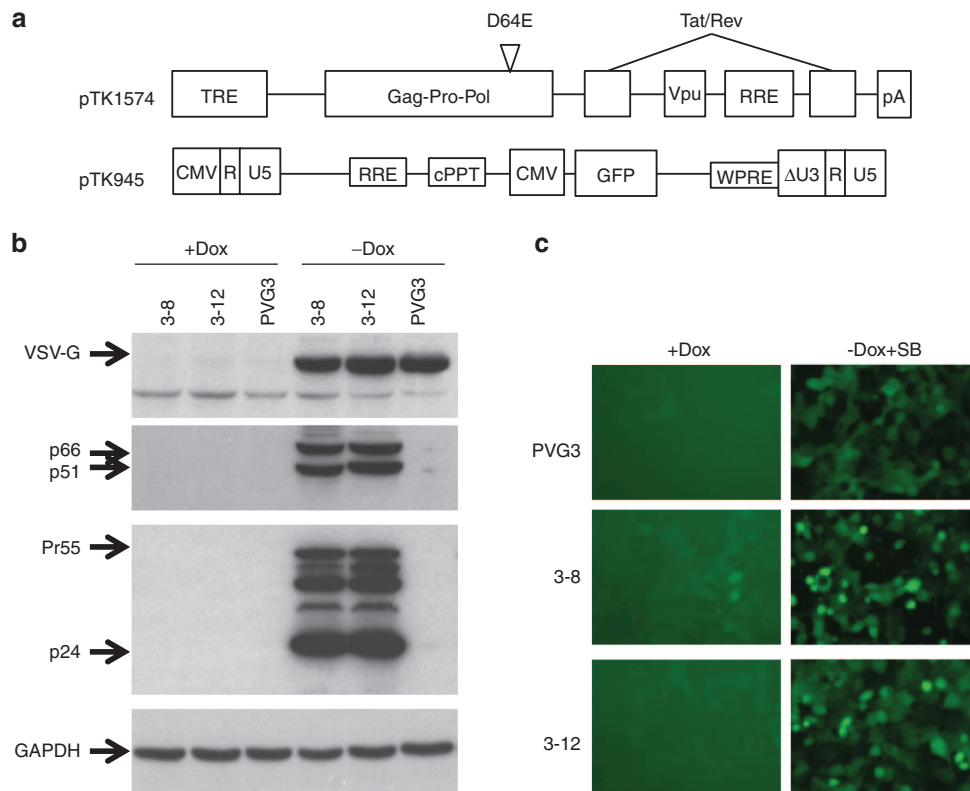 a
D64E
Tat/Rev
pTK1574
TRE
Gag-Pro-Pol
Vpu
RRE
pA
pTK945
CMV
R
U5
RRE
cPPT
CMV
GFP
WPRE
ΔU3
R
U5
b
+Dox
–Dox
3-8
3-12
PVG3
3-8
3-12
PVG3
VSV-G
p66
p51
Pr55
p24
GAPDH
c
+Dox
-Dox+SB
PVG3
3-8
3-12